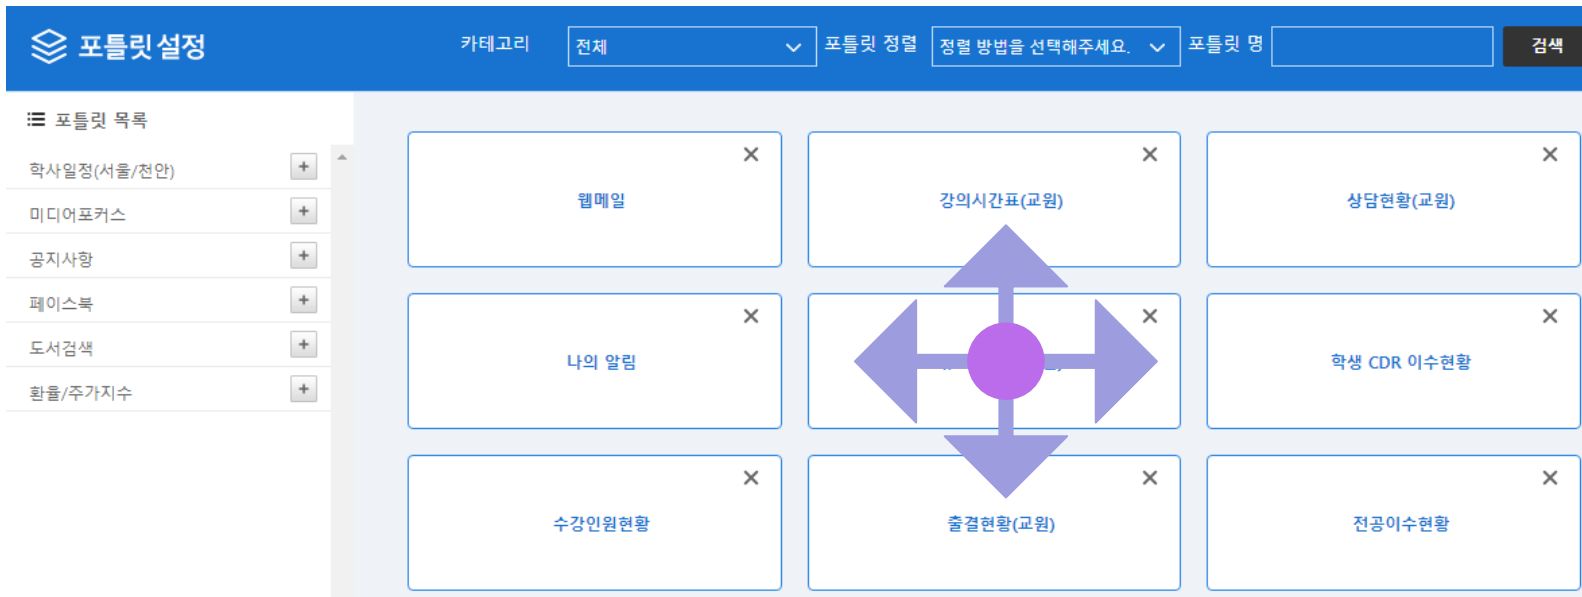 포틀릿 설정
카테고리 전체 포틀릿 정렬 정렬 방법을 선택해주세요. 포틀릿 명 검색
포틀릿 목록
학사일정(서울/천안)
미디어포커스
공지사항
페이스북
도서검색
환율/주가지수
웹메일 강의시간표(교원) 상담현황(교원)
나의 알림 학생 CDR 이수현황
수강인원현황 출결현황(교원) 전공이수현황